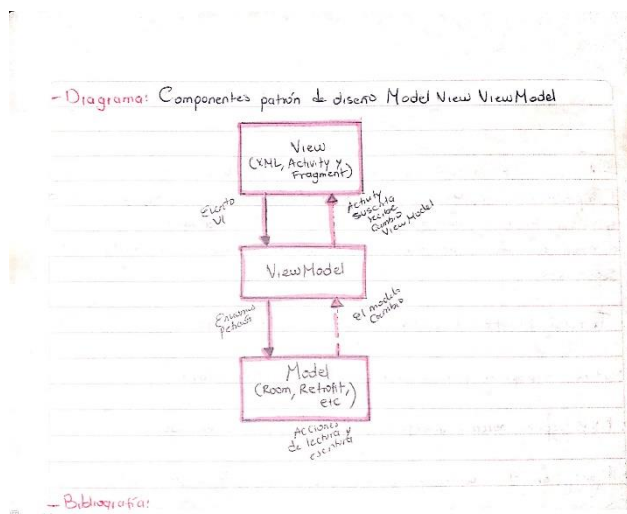 - Diagrama: Componentes patrón de diseño Model View ViewModel
View
(XML, Activity y
Fragment)
Evento
UI
Activity
suscrita
recibe
cambio
ViewModel
ViewModel
Enviamos
petición
El modelo
cambio
Model
(Room, Retrofit,
etc)
Acciones
de lectura y
escritura
- Bibliografía: